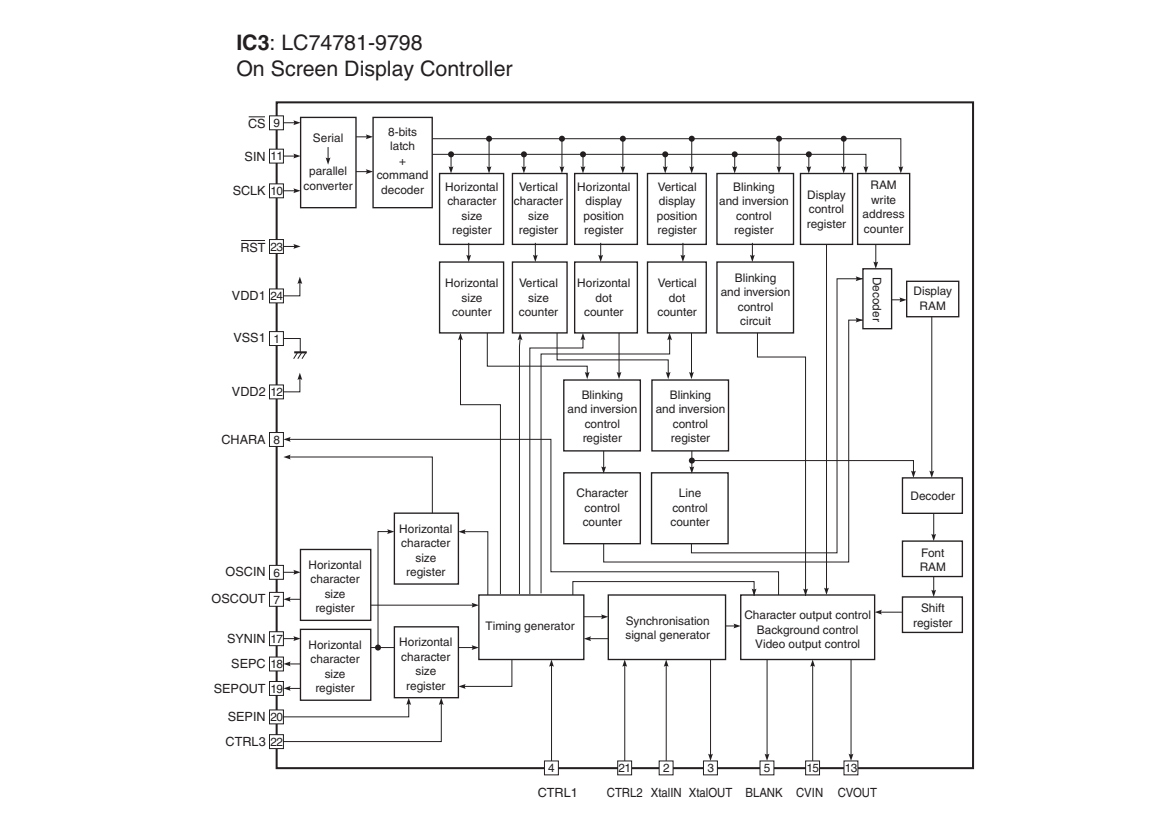 IC3: LC74781-9798
On Screen Display Controller
CS 9
SIN 11
SCLK 10
RST 23
VDD1 24
VSS1 1
VDD2 12
CHARA 8
OSCIN 6
OSCOUT 7
SYNIN 17
SEPC 18
SEPOUT 19
SEPIN 20
CTRL3 22
Serial
parallel
converter
8-bits
latch
+
command
decoder
Horizontal
character
size
register
Vertical
character
size
register
Horizontal
display
position
register
Vertical
display
position
register
Blinking
and inversion
control
register
Display
control
register
RAM
write
address
counter
Horizontal
size
counter
Vertical
size
counter
Horizontal
dot
counter
Vertical
dot
counter
Blinking
and inversion
control
circuit
Decoder
Display
RAM
Blinking
and inversion
control
register
Blinking
and inversion
control
register
Character
control
counter
Line
control
counter
Decoder
Font
RAM
Shift
register
Horizontal
character
size
register
Horizontal
character
size
register
Horizontal
character
size
register
Horizontal
character
size
register
Timing generator
Synchronisation
signal generator
Character output control
Background control
Video output control
4 21 2 3 5 15 13
CTRL1 CTRL2 XtalIN XtalOUT BLANK CVIN CVOUT